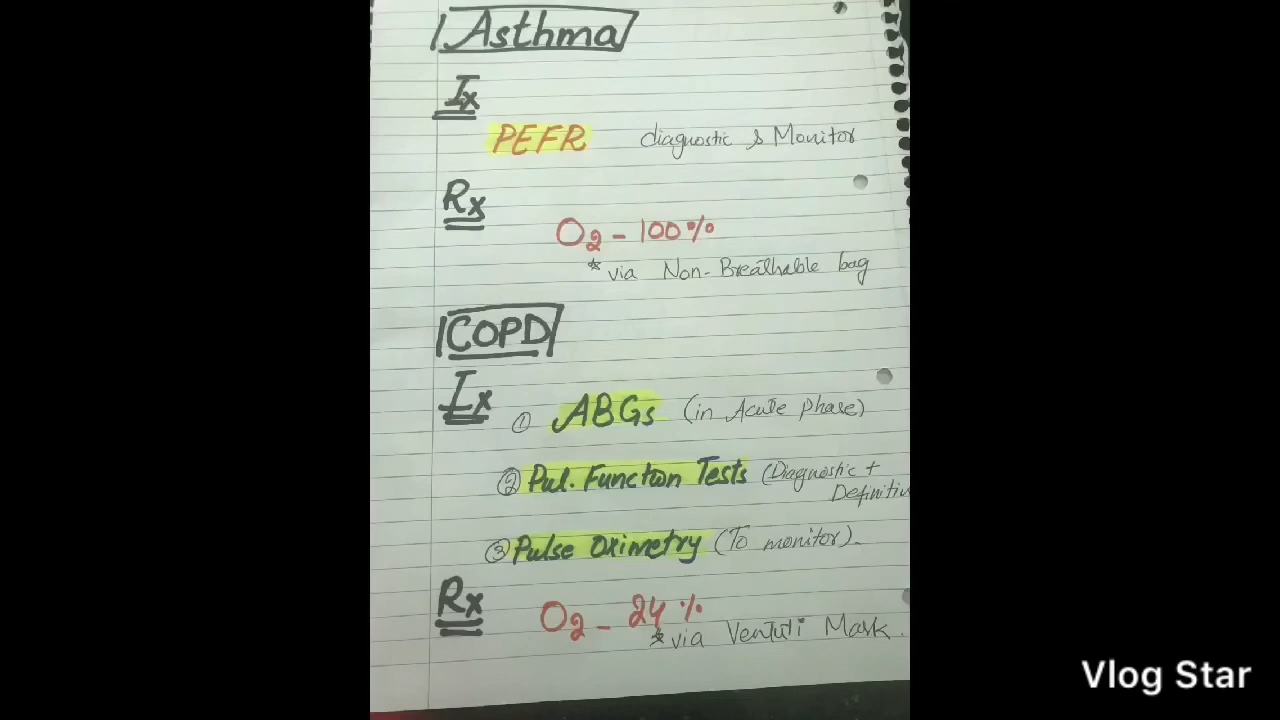 Asthma
Ix
PEFR diagnostic & Monitor
Rx
O2 - 100%
* via Non-Breathable bag
COPD
Ix
① ABGs (in Acute phase)
② Pul. Function Tests (Diagnostic +
Definitiv
③ Pulse Oximetry (To monitor).
Rx
O2 - 24%
* via Ventuti Mask.
Vlog Star